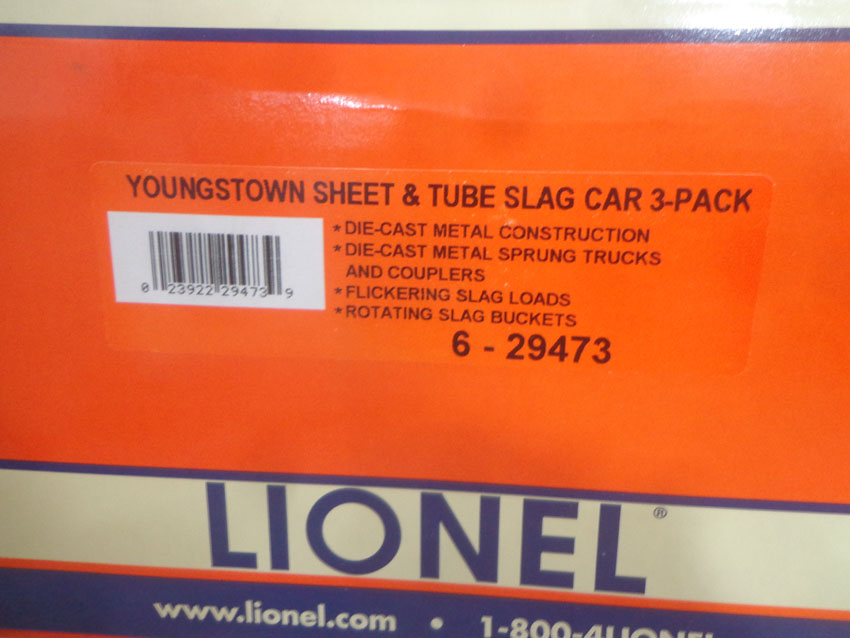 YOUNGSTOWN SHEET & TUBE SLAG CAR 3-PACK
*DIE-CAST METAL CONSTRUCTION
*DIE-CAST METAL SPRUNG TRUCKS
AND COUPLERS
*FLICKERING SLAG LOADS
*ROTATING SLAG BUCKETS
0 23922 29473 9
6 - 29473
LIONEL®
www.lionel.com • 1-800-4LIONEL